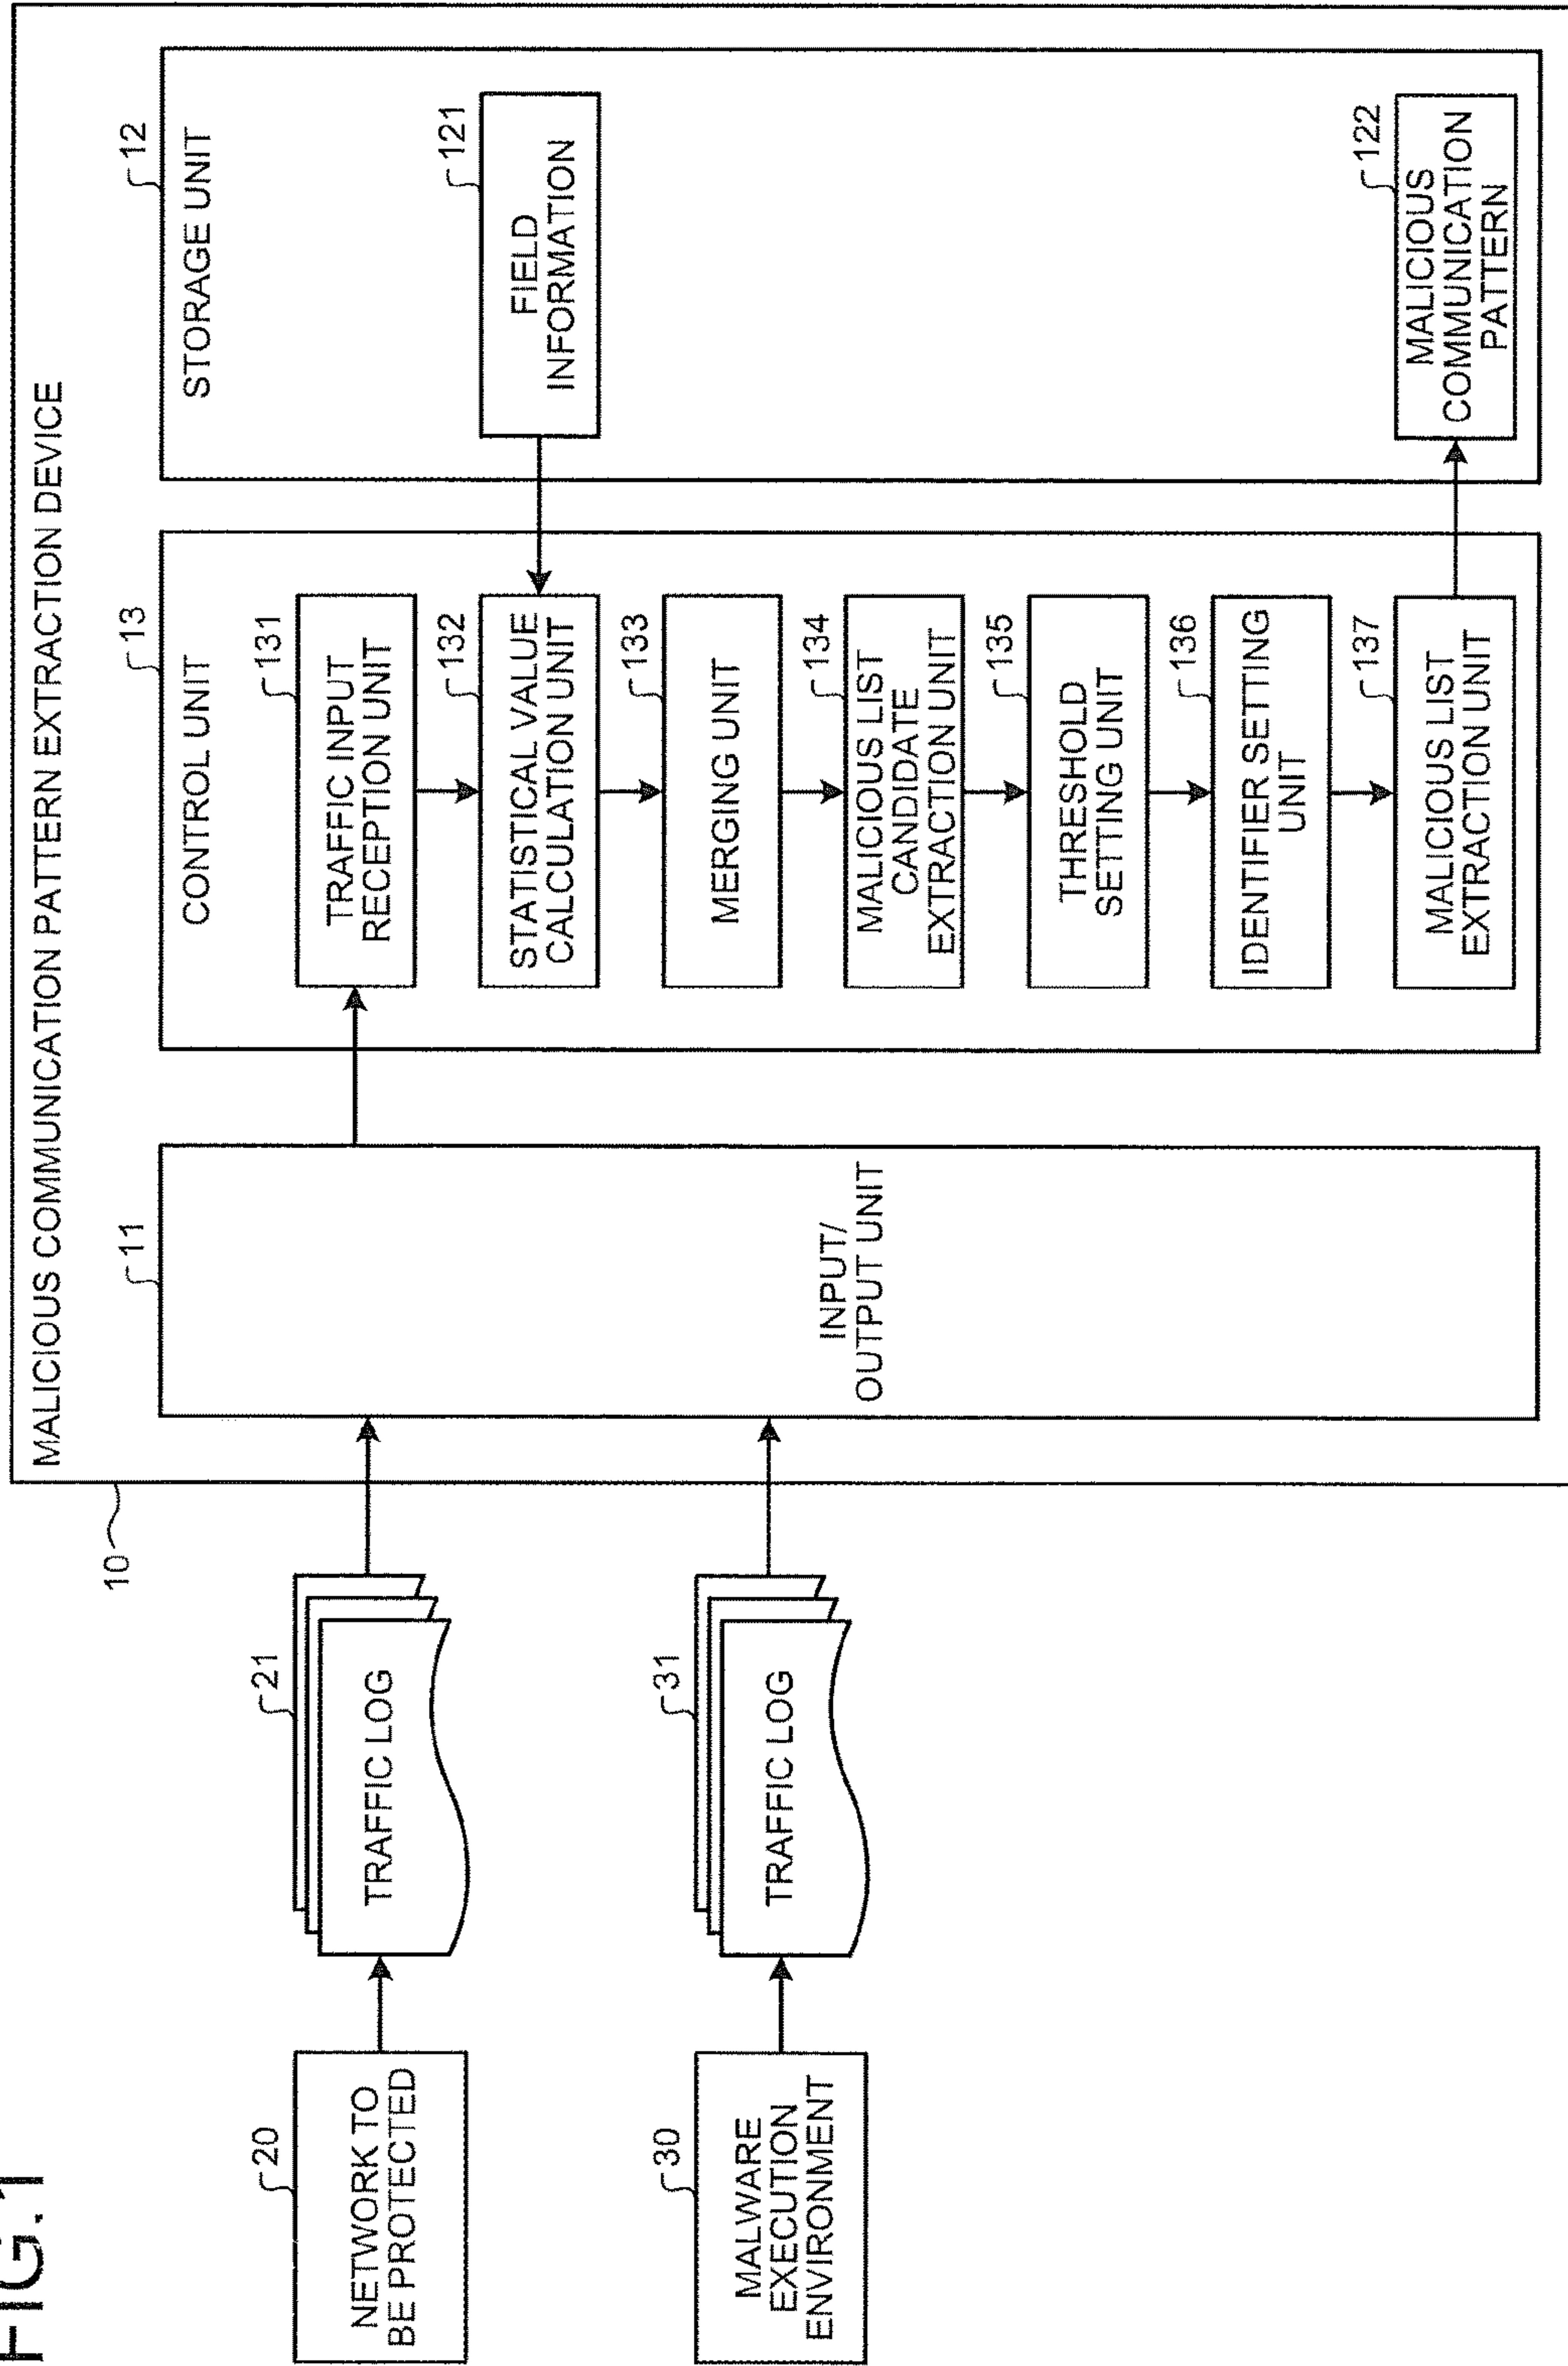 FIG.1
MALICIOUS COMMUNICATION PATTERN EXTRACTION DEVICE
10
20
NETWORK TO
BE PROTECTED
21
TRAFFIC LOG
30
MALWARE
EXECUTION
ENVIRONMENT
31
TRAFFIC LOG
11
INPUT/
OUTPUT UNIT
13
CONTROL UNIT
131
TRAFFIC INPUT
RECEPTION UNIT
132
STATISTICAL VALUE
CALCULATION UNIT
133
MERGING UNIT
134
MALICIOUS LIST
CANDIDATE
EXTRACTION UNIT
135
THRESHOLD
SETTING UNIT
136
IDENTIFIER SETTING
UNIT
137
MALICIOUS LIST
EXTRACTION UNIT
12
STORAGE UNIT
121
FIELD
INFORMATION
122
MALICIOUS
COMMUNICATION
PATTERN